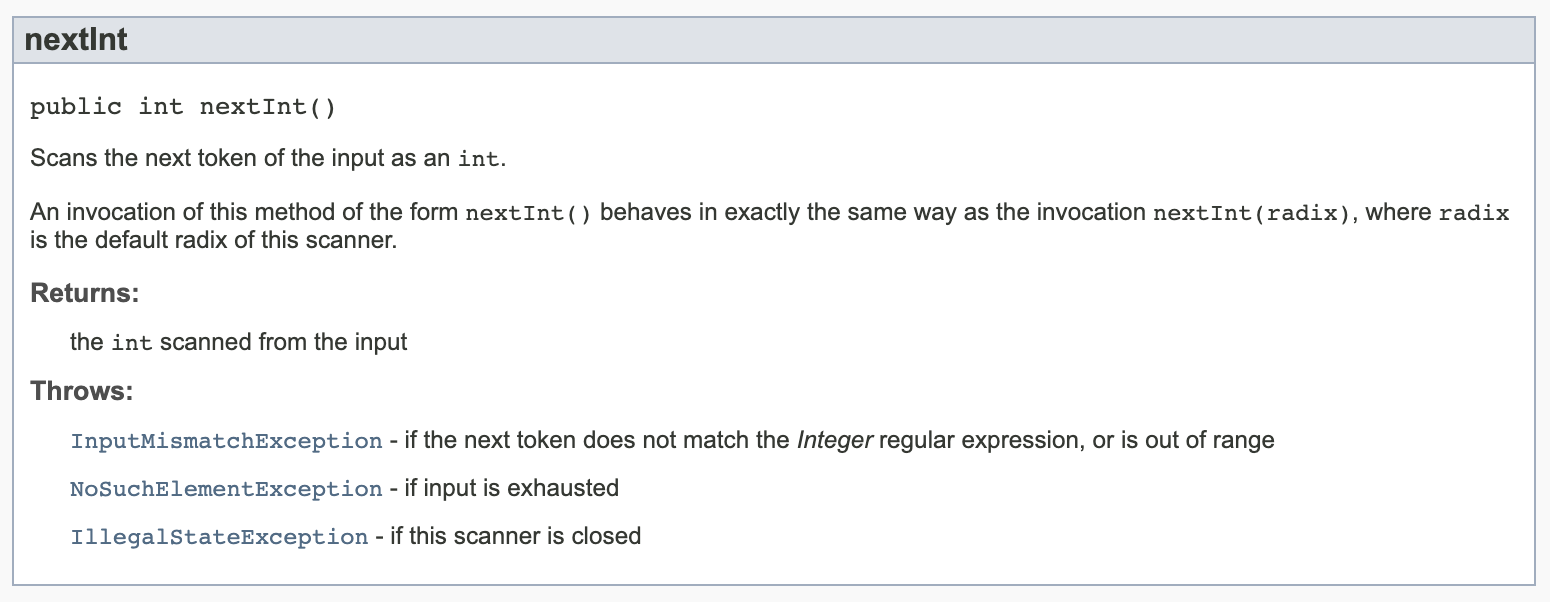 nextInt
public int nextInt()
Scans the next token of the input as an int.
An invocation of this method of the form nextInt() behaves in exactly the same way as the invocation nextInt(radix), where radix
is the default radix of this scanner.
Returns:
the int scanned from the input
Throws:
InputMismatchException - if the next token does not match the Integer regular expression, or is out of range
NoSuchElementException - if input is exhausted
IllegalStateException - if this scanner is closed